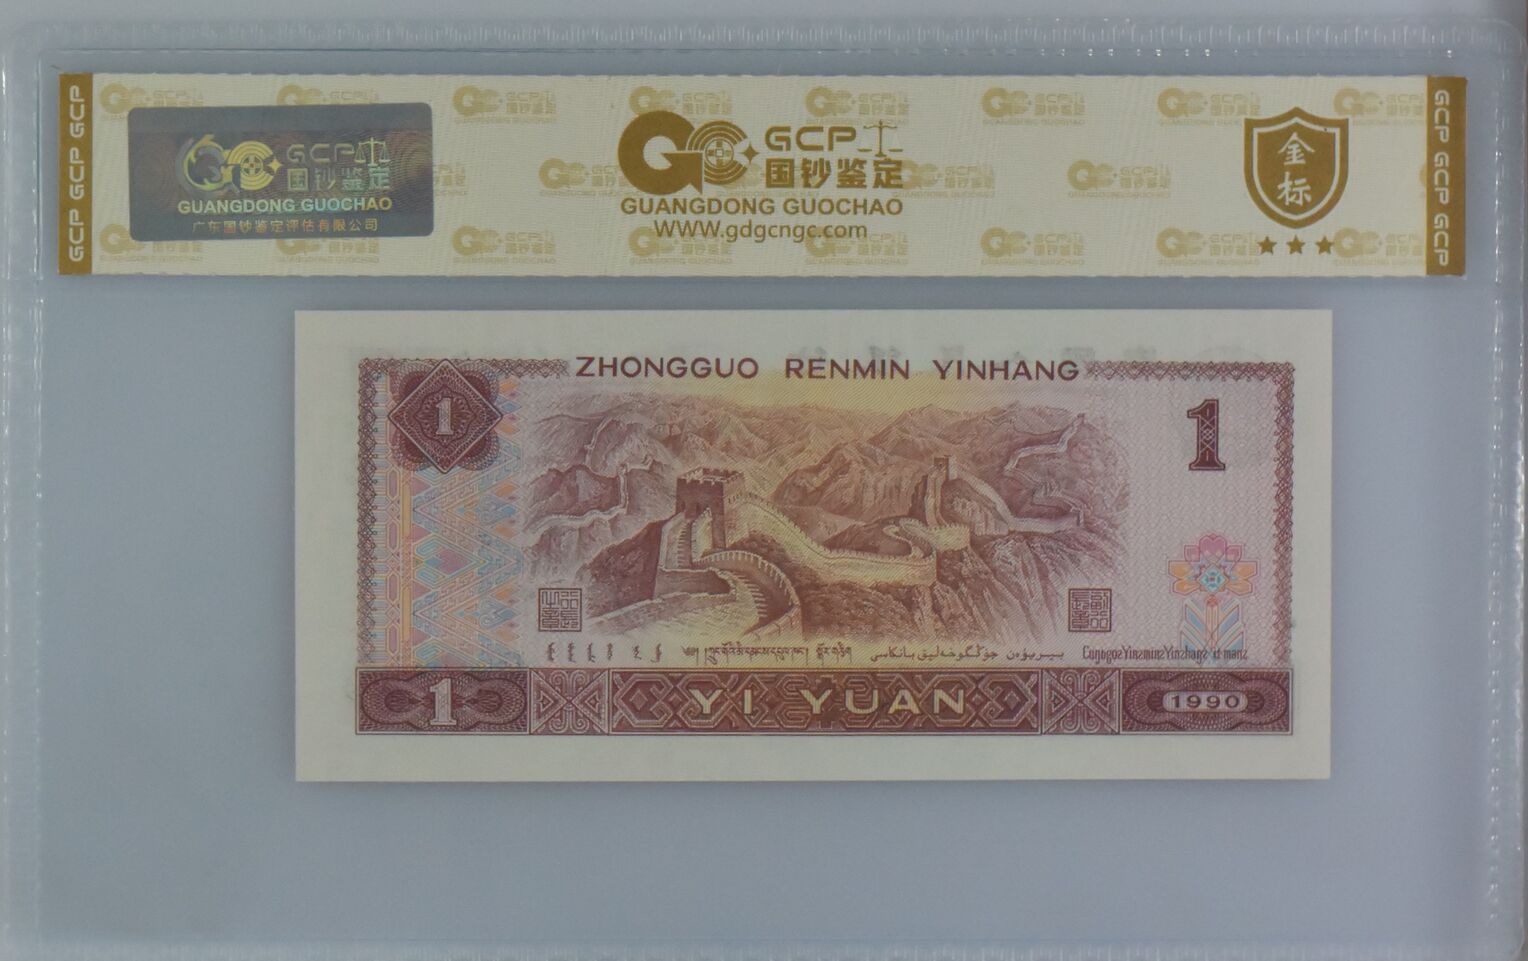 GCP GCP GCP
GCP
国钞鉴定
GUANGDONG GUOCHAO
广东国钞鉴定评估有限公司
GCP
国钞鉴定
GUANGDONG GUOCHAO
WWW.gdgcngc.com
金
标
GCP GCP GCP GCP
ZHONGGUO RENMIN YINHANG
1
1
1 YI YUAN 1990